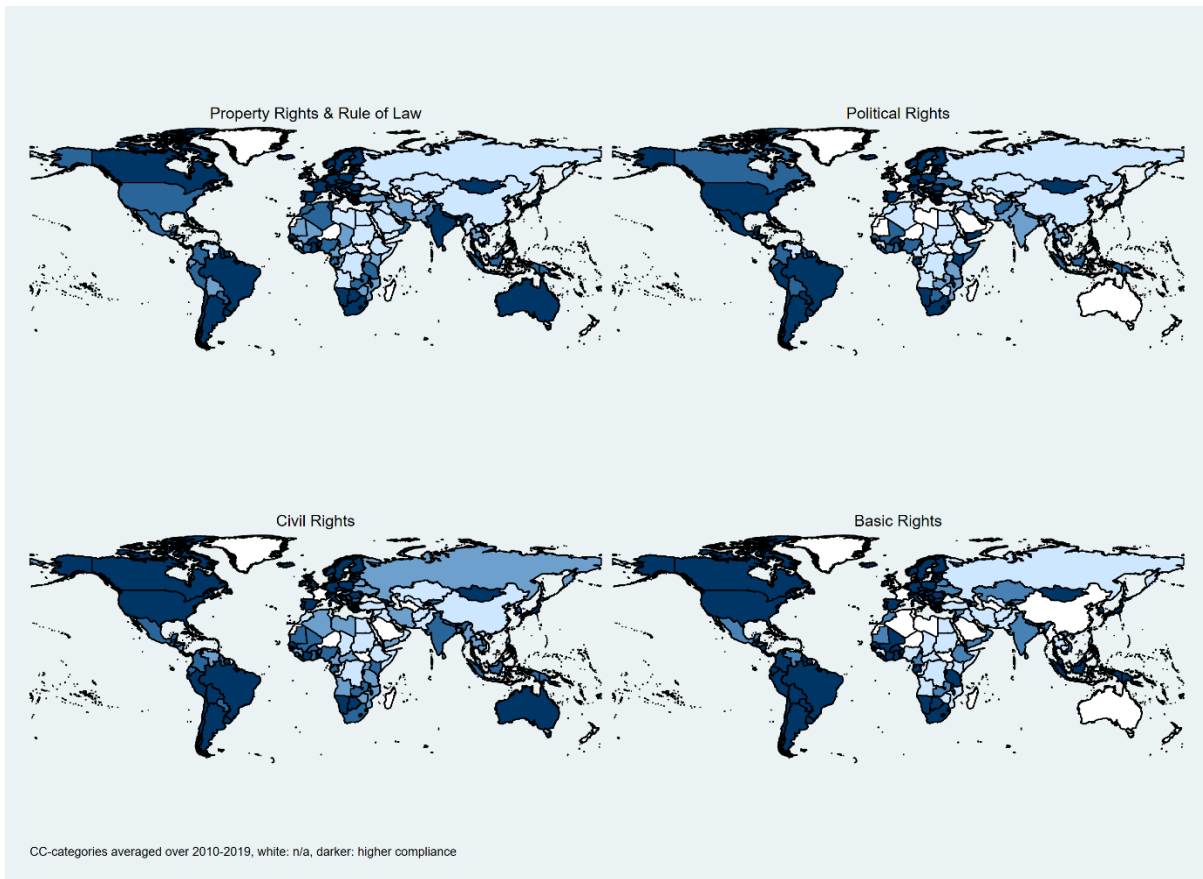 Property Rights & Rule of Law
Political Rights
Civil Rights
Basic Rights
CC-categories averaged over 2010-2019, white: n/a, darker: higher compliance